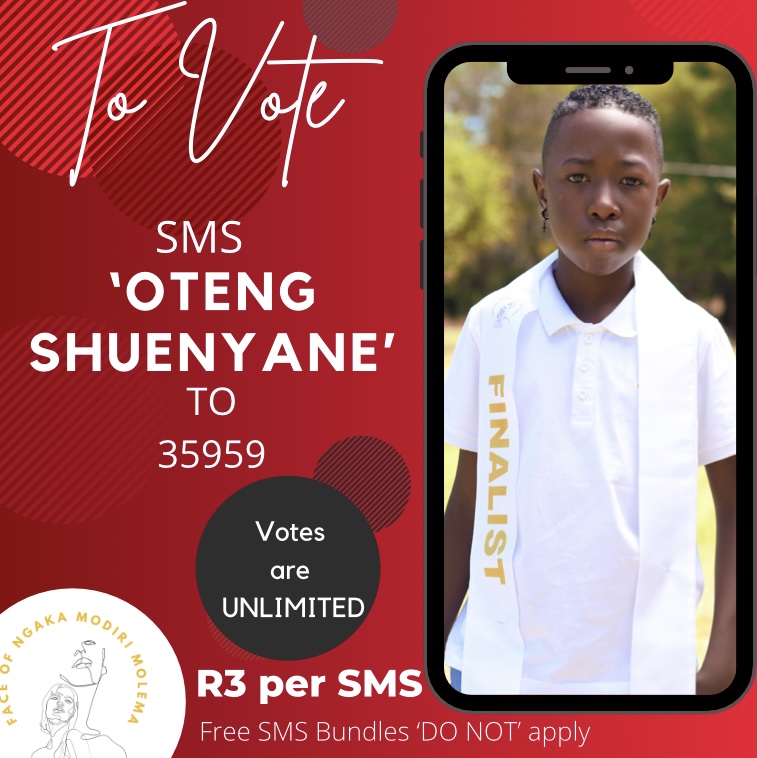 To Vote
SMS
‘OTENG
SHUENYANE’
TO
35959
Votes
are
UNLIMITED
R3 per SMS
Free SMS Bundles ‘DO NOT’ apply
FACE OF NGAKA MODIRI MOLEMA
FINALIST